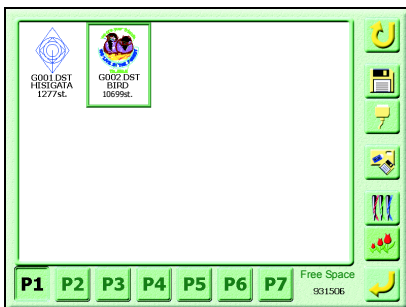 G001.DST
HISIGATA
1277st.
G002.DST
BIRD
10699st.
P1 P2 P3 P4 P5 P6 P7
Free Space
931506